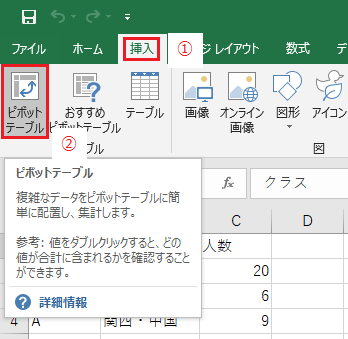 ファイル ホーム 挿入 ① ジ レイアウト 数式 デ
ピボット
テーブル
おすすめ
ピボットテーブル
テーブル
画像
オンライン
画像
図形
アイコン
② ブル
図
ピボットテーブル
複雑なデータをピボットテーブルに簡
単に配置し、集計します。
参考: 値をダブルクリックすると、どの
値が合計に含まれるかを確認すること
ができます。
詳細情報
fx クラス
C D
人数
20
6
4 A 関西・中国 9